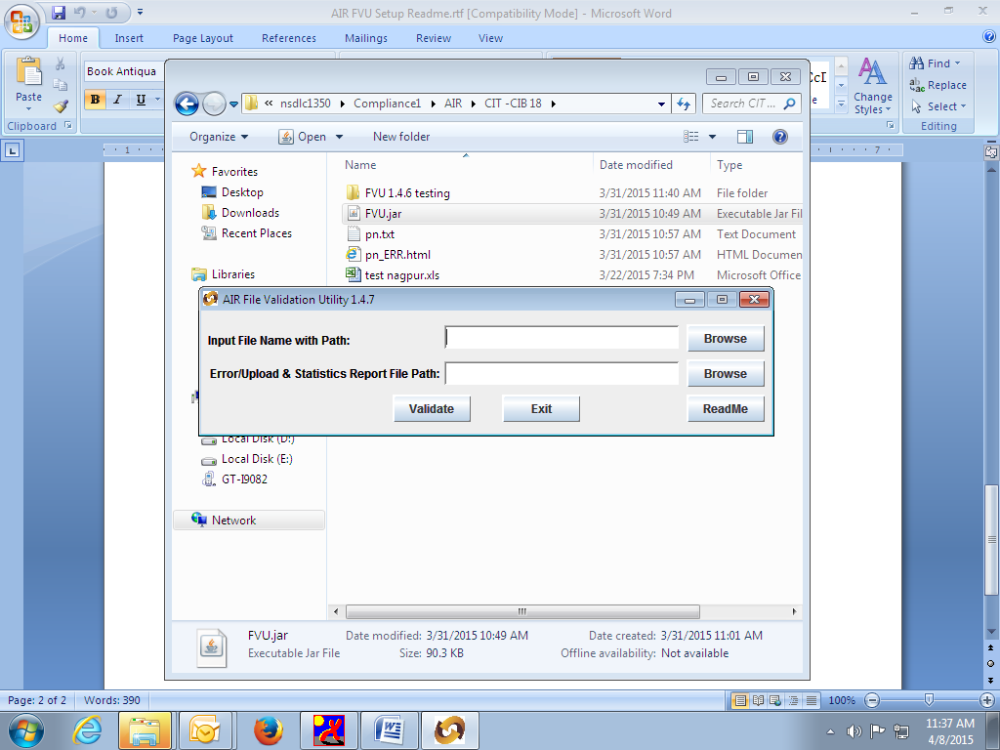 AIR FVU Setup Readme.rtf [Compatibility Mode] - Microsoft Word
Home Insert Page Layout References Mailings Review View
Paste
Clipboard
Book Antiqua
B I U
Change
Styles
Find
Replace
Select
Editing
« nsdlc1350 Compliance1 AIR CIT -CIB 18
Search CIT ...
Organize Open New folder
Name Date modified Type
Favorites
Desktop
Downloads
Recent Places
Libraries
FVU 1.4.6 testing 3/31/2015 11:40 AM File folder
FVU.jar 3/31/2015 10:49 AM Executable Jar Fil
pn.txt 3/31/2015 10:57 AM Text Document
pn_ERR.html 3/31/2015 10:57 AM HTML Documen
test nagpur.xls 3/22/2015 7:34 PM Microsoft Office
AIR File Validation Utility 1.4.7
Input File Name with Path: Browse
Error/Upload & Statistics Report File Path: Browse
Validate Exit ReadMe
Local Disk (D:)
Local Disk (E:)
GT-I9082
Network
FVU.jar Date modified: 3/31/2015 10:49 AM Date created: 3/31/2015 11:01 AM
Executable Jar File Size: 90.3 KB Offline availability: Not available
Page: 2 of 2 Words: 390 100%
11:37 AM
4/8/2015